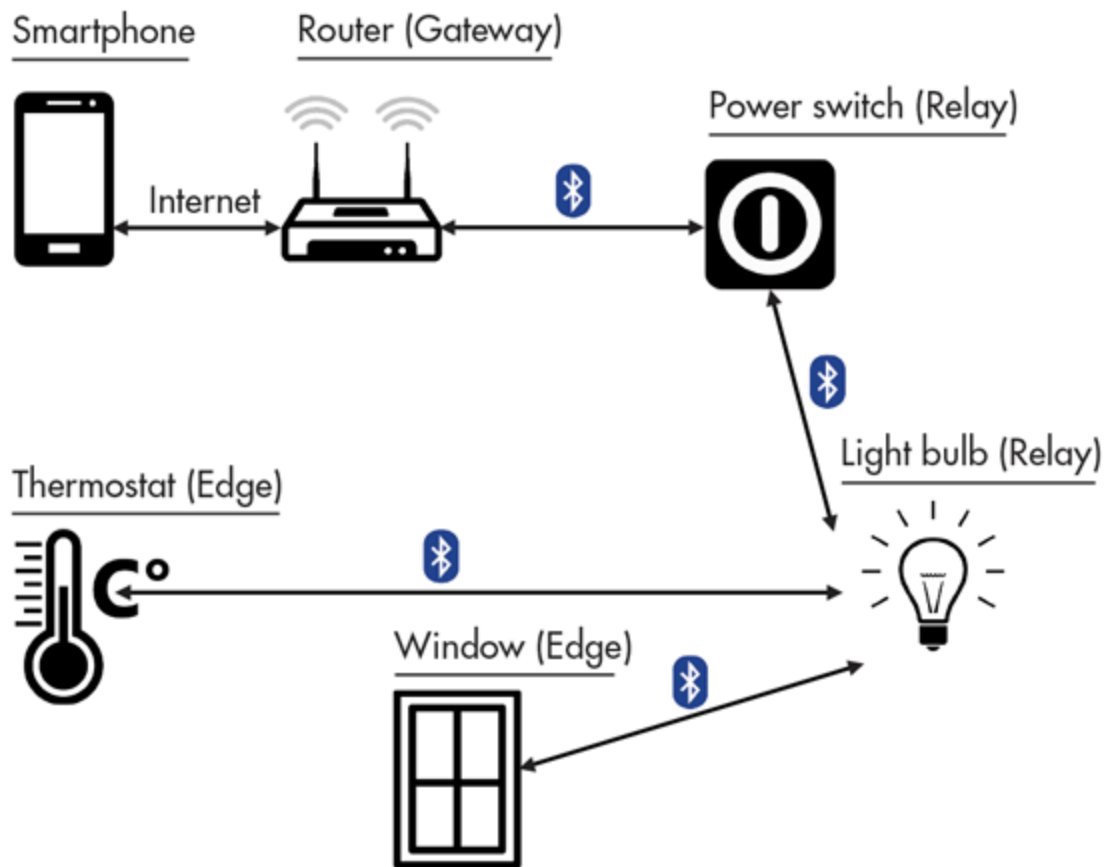 Smartphone
Router (Gateway)
Power switch (Relay)
Internet
Light bulb (Relay)
Thermostat (Edge)
C°
Window (Edge)